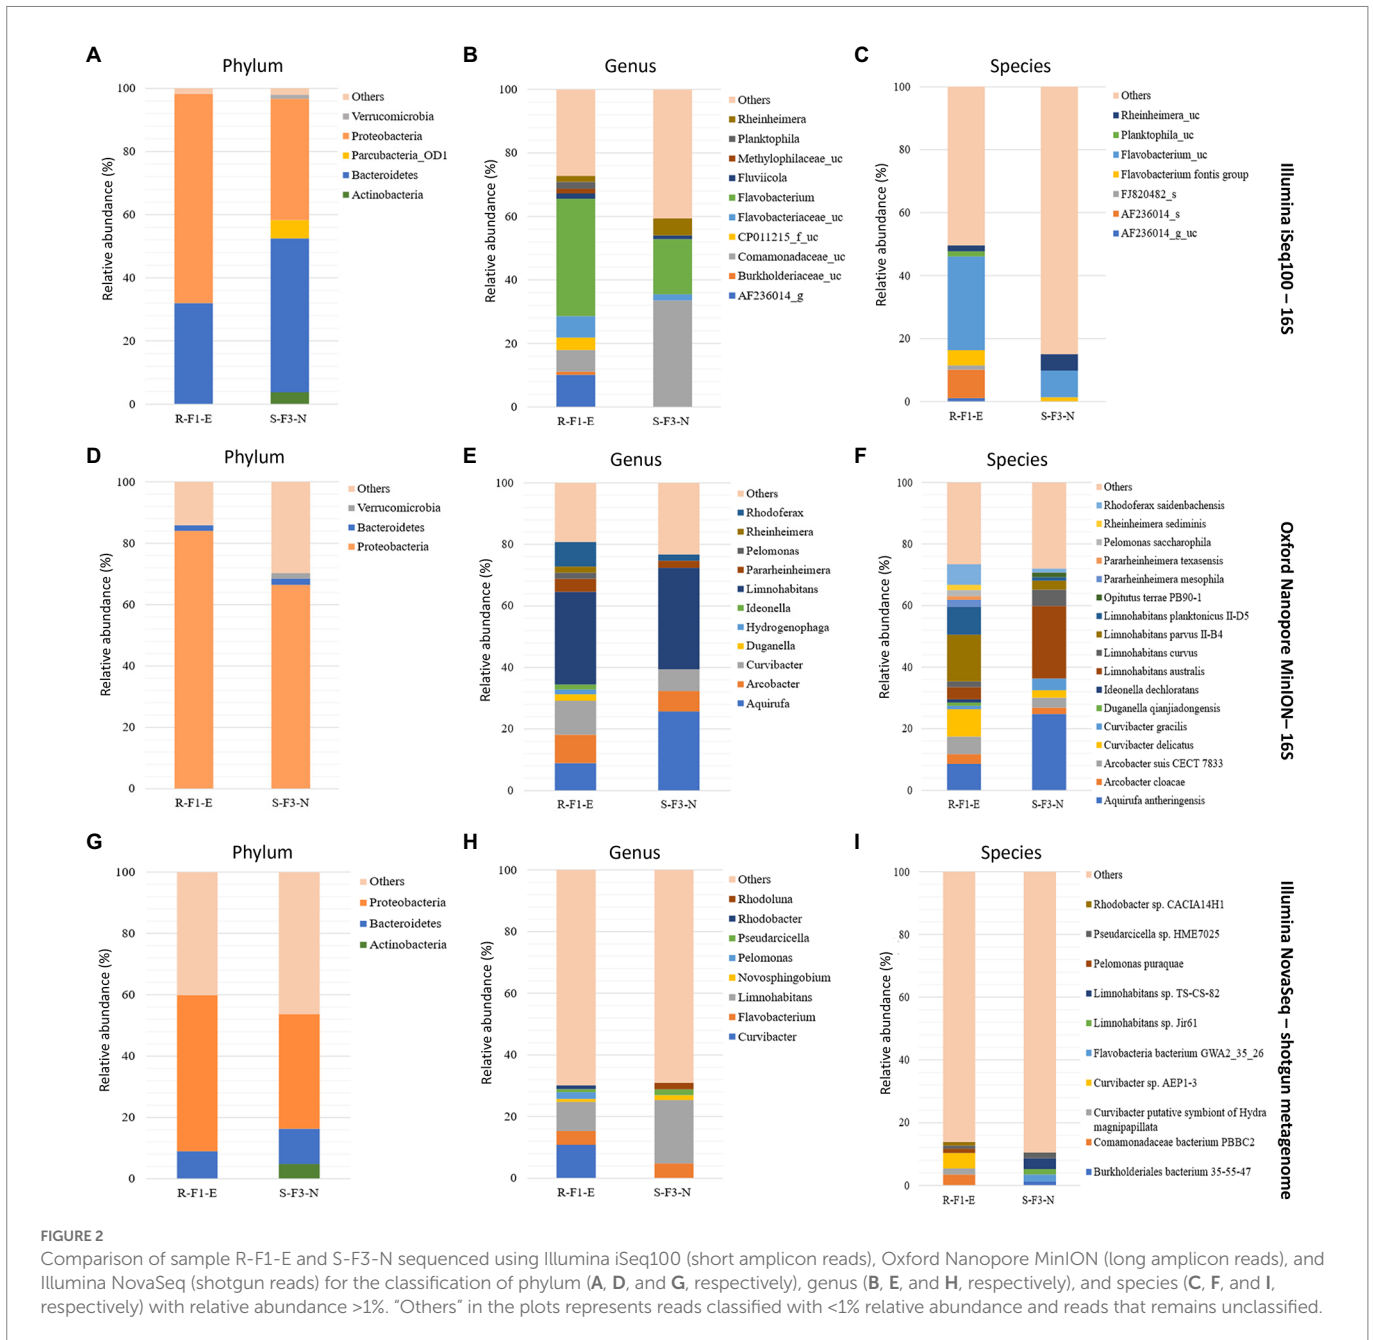 A
Phylum
Relative abundance (%)
100
80
60
40
20
0
R-F1-E
S-F3-N
Others
Verrucomicrobia
Proteobacteria
Parcubacteria_OD1
Bacteroidetes
Actinobacteria
B
Genus
Relative abundance (%)
100
80
60
40
20
0
R-F1-E
S-F3-N
Others
Rheinheimera
Planktophila
Methylophilaceae_uc
Fluviicola
Flavobacterium
Flavobacteriaceae_uc
CP011215_f_uc
Comamonadaceae_uc
Burkholderiaceae_uc
AF236014_g
C
Species
Relative abundance (%)
100
80
60
40
20
0
R-F1-E
S-F3-N
Others
Rheinheimera_uc
Planktophila_uc
Flavobacterium_uc
Flavobacterium fontis group
FJ820482_s
AF236014_s
AF236014_g_uc
Illumina iSeq100 – 16S
D
Phylum
Relative abundance (%)
100
80
60
40
20
0
R-F1-E
S-F3-N
Others
Verrucomicrobia
Bacteroidetes
Proteobacteria
E
Genus
Relative abundance (%)
100
80
60
40
20
0
R-F1-E
S-F3-N
Others
Rhodoferax
Rheinheimera
Pelomonas
Pararheinheimera
Limnohabitans
Ideonella
Hydrogenophaga
Duganella
Curvibacter
Arcobacter
Aquirufa
F
Species
Relative abundance (%)
100
80
60
40
20
0
R-F1-E
S-F3-N
Others
Rhodoferax saidenbachensis
Rheinheimera sediminis
Pelomonas saccharophila
Pararheinheimera texasensis
Pararheinheimera mesophila
Opitutus terrae PB90-1
Limnohabitans planktonicus II-D5
Limnohabitans parvus II-B4
Limnohabitans curvus
Limnohabitans australis
Ideonella dechloratans
Duganella qianjiadongensis
Curvibacter gracilis
Curvibacter delicatus
Arcobacter suis CECT 7833
Arcobacter cloacae
Aquirufa antheringensis
Oxford Nanopore MinION– 16S
G
Phylum
Relative abundance (%)
100
80
60
40
20
0
R-F1-E
S-F3-N
Others
Proteobacteria
Bacteroidetes
Actinobacteria
H
Genus
Relative abundance (%)
100
80
60
40
20
0
R-F1-E
S-F3-N
Others
Rhodoluna
Rhodobacter
Pseudarcicella
Pelomonas
Novosphingobium
Limnohabitans
Flavobacterium
Curvibacter
I
Species
Relative abundance (%)
100
80
60
40
20
0
R-F1-E
S-F3-N
Others
Rhodobacter sp. CACIA14H1
Pseudarcicella sp. HME7025
Pelomonas puraquae
Limnohabitans sp. TS-CS-82
Limnohabitans sp. Jir61
Flavobacteria bacterium GWA2_35_26
Curvibacter sp. AEP1-3
Curvibacter putative symbiont of Hydra
magnipapillata
Comamonadaceae bacterium PBBC2
Burkholderiales bacterium 35-55-47
Illumina NovaSeq – shotgun metagenome
FIGURE 2
Comparison of sample R-F1-E and S-F3-N sequenced using Illumina iSeq100 (short amplicon reads), Oxford Nanopore MinION (long amplicon reads), and
Illumina NovaSeq (shotgun reads) for the classification of phylum (A, D, and G, respectively), genus (B, E, and H, respectively), and species (C, F, and I,
respectively) with relative abundance >1%. “Others” in the plots represents reads classified with <1% relative abundance and reads that remains unclassified.